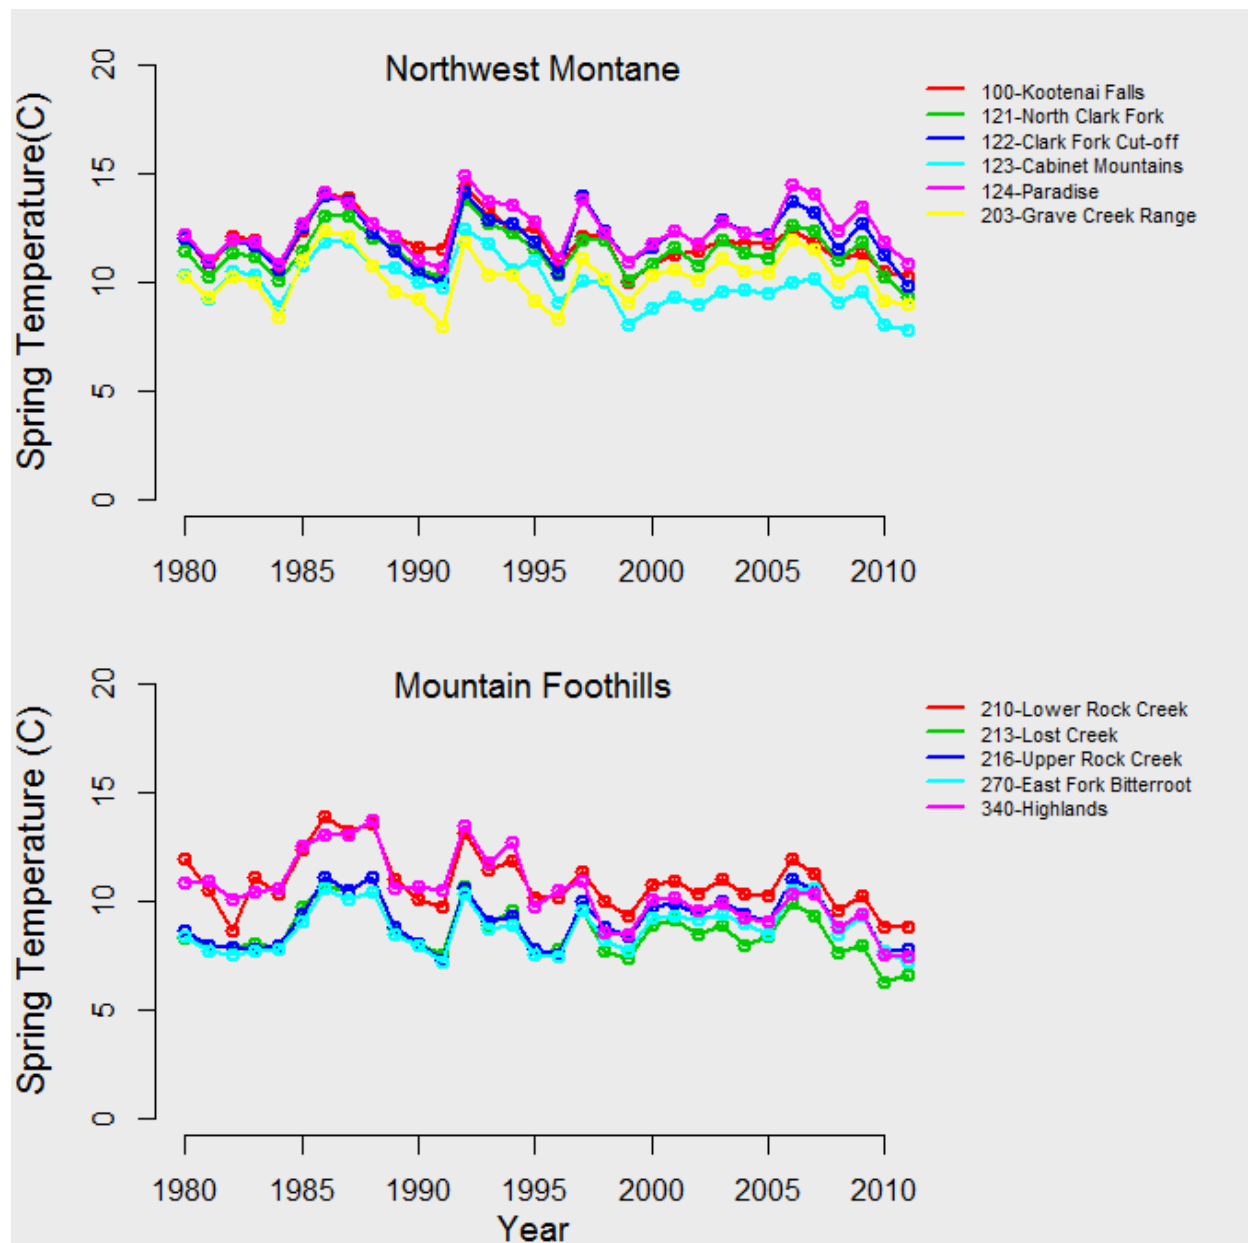 Northwest Montane
Spring Temperature(C)
20
15
10
5
0
1980 1985 1990 1995 2000 2005 2010
100-Kootenai Falls
121-North Clark Fork
122-Clark Fork Cut-off
123-Cabinet Mountains
124-Paradise
203-Grave Creek Range
Mountain Foothills
Spring Temperature (C)
20
15
10
5
0
1980 1985 1990 1995 2000 2005 2010
Year
210-Lower Rock Creek
213-Lost Creek
216-Upper Rock Creek
270-East Fork Bitterroot
340-Highlands